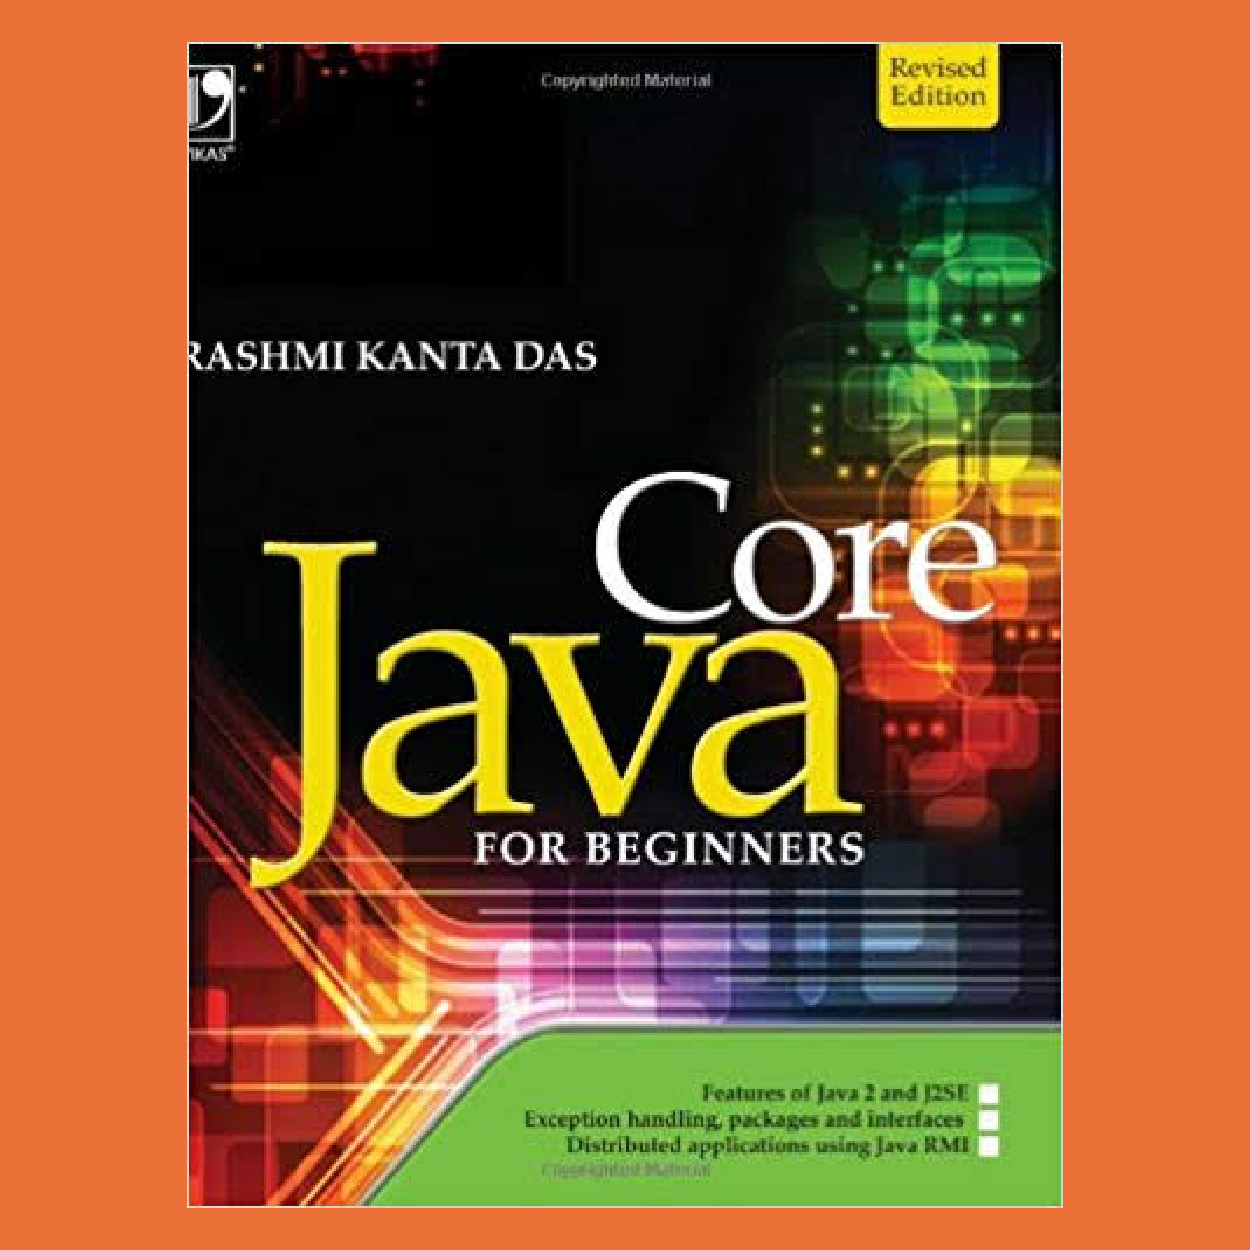 Copyrighted Material
Revised
Edition
IKAS®
RASHMI KANTA DAS
Core
Java
FOR BEGINNERS
Features of Java 2 and J2SE
Exception handling, packages and interfaces
Distributed applications using Java RMI
Copyrighted Material